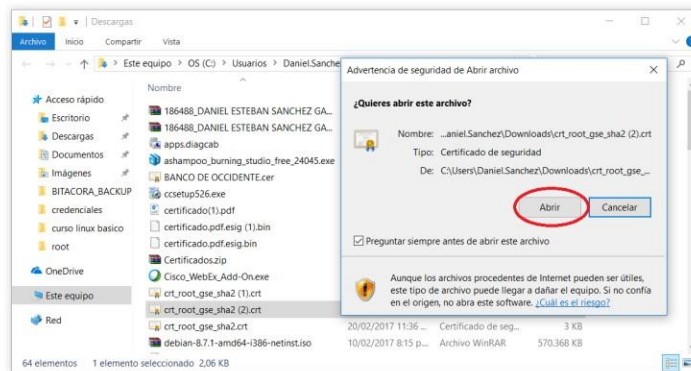 Descargas
Archivo Inicio Compartir Vista
Este equipo > OS (C:) > Usuarios > Daniel.Sanche
Nombre
Acceso rápido
Escritorio
Descargas
Documentos
Imágenes
BITACORA_BACKUP
credenciales
curso linux basico
root
OneDrive
Este equipo
Red
186488_DANIEL ESTEBAN SANCHEZ GA...
186488_DANIEL ESTEBAN SANCHEZ GA...
apps.diagcab
ashampoo_burning_studio_free_24045.exe
BANCO DE OCCIDENTE.cer
ccsetup526.exe
certificado(1).pdf
certificado.pdf.esig (1).bin
certificado.pdf.esig.bin
Certificados.zip
Cisco_WebEx_Add-On.exe
crt_root_gse_sha2 (1).crt
crt_root_gse_sha2 (2).crt
crt_root_gse_sha2.crt 20/02/2017 11:36 ... Certificado de seg... 3 KB
debian-8.7.1-amd64-i386-netinst.iso 10/02/2017 8:15 p... Archivo WinRAR 570.368 KB
64 elementos 1 elemento seleccionado 2,06 KB
Advertencia de seguridad de Abrir archivo
¿Quieres abrir este archivo?
Nombre: ...aniel.Sanchez\Downloads\crt_root_gse_sha2 (2).crt
Tipo: Certificado de seguridad
De: C:\Users\Daniel.Sanchez\Downloads\crt_root_gse_...
Abrir Cancelar
Preguntar siempre antes de abrir este archivo
Aunque los archivos procedentes de Internet pueden ser útiles,
este tipo de archivo puede llegar a dañar el equipo. Si no confía
en el origen, no abra este software. ¿Cuál es el riesgo?